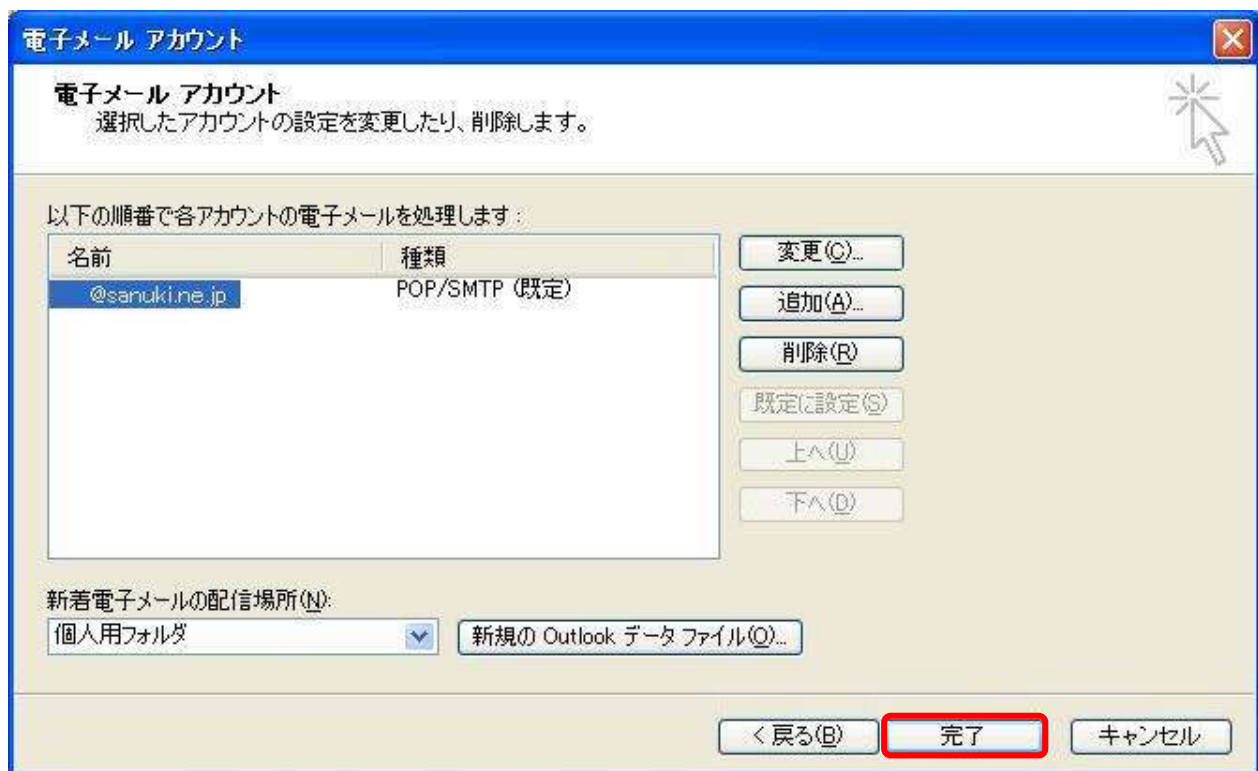 電子メール アカウント
電子メール アカウント
選択したアカウントの設定を変更したり、削除します。
以下の順番で各アカウントの電子メールを処理します:
名前 種類
@sanuki.ne.jp POP/SMTP (既定)
変更(C)...
追加(A)...
削除(R)
既定に設定(S)
上へ(U)
下へ(D)
新着電子メールの配信場所(N):
個人用フォルダ 新規の Outlook データ ファイル(O)...
< 戻る(B) 完了 キャンセル